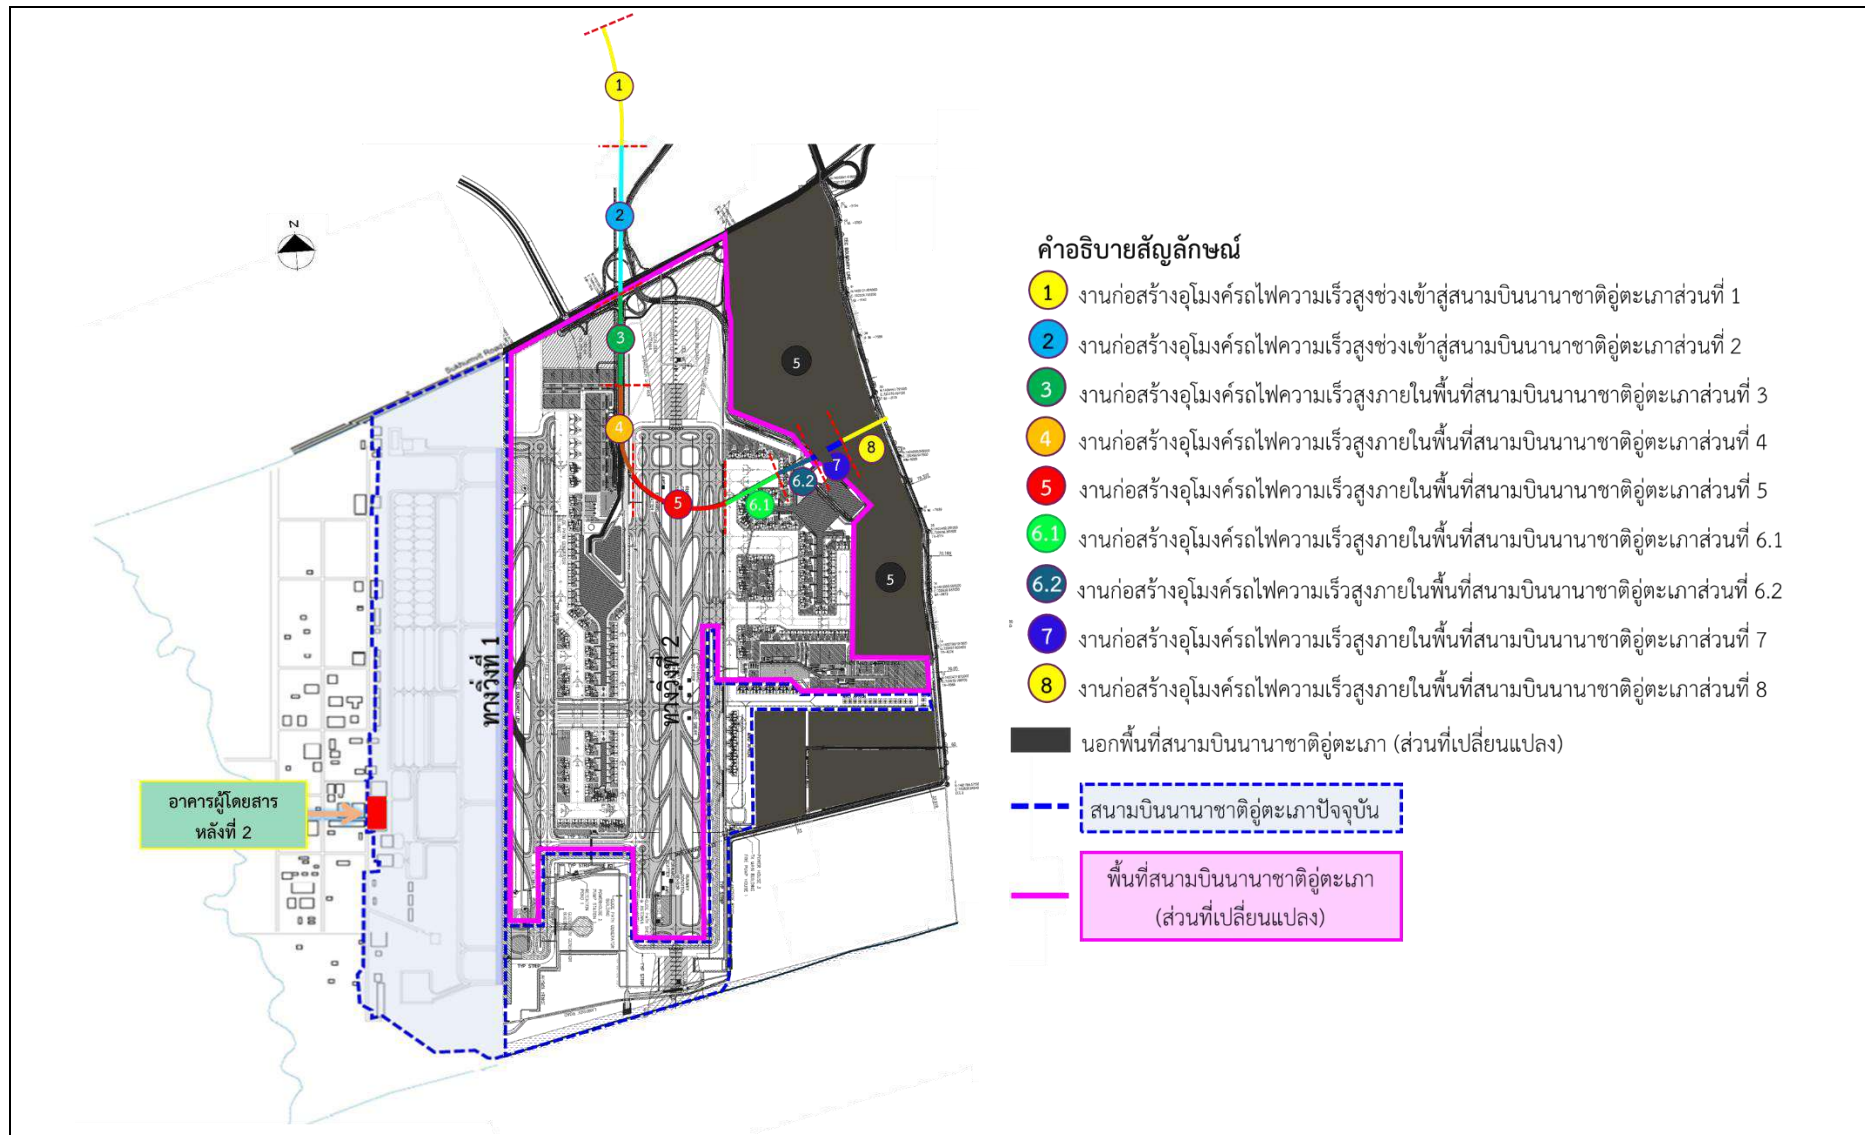 1
2
N
3
Sukhumvit Road
4
5
6.1
6.2
7
8
5
5
ทางวิ่งที่ 1
ทางวิ่งที่ 2
อาคารผู้โดยสาร
หลังที่ 2
คำอธิบายสัญลักษณ์
1 งานก่อสร้างอุโมงค์รถไฟความเร็วสูงช่วงเข้าสู่สนามบินนานาชาติอู่ตะเภาส่วนที่ 1
2 งานก่อสร้างอุโมงค์รถไฟความเร็วสูงช่วงเข้าสู่สนามบินนานาชาติอู่ตะเภาส่วนที่ 2
3 งานก่อสร้างอุโมงค์รถไฟความเร็วสูงภายในพื้นที่สนามบินนานาชาติอู่ตะเภาส่วนที่ 3
4 งานก่อสร้างอุโมงค์รถไฟความเร็วสูงภายในพื้นที่สนามบินนานาชาติอู่ตะเภาส่วนที่ 4
5 งานก่อสร้างอุโมงค์รถไฟความเร็วสูงภายในพื้นที่สนามบินนานาชาติอู่ตะเภาส่วนที่ 5
6.1 งานก่อสร้างอุโมงค์รถไฟความเร็วสูงภายในพื้นที่สนามบินนานาชาติอู่ตะเภาส่วนที่ 6.1
6.2 งานก่อสร้างอุโมงค์รถไฟความเร็วสูงภายในพื้นที่สนามบินนานาชาติอู่ตะเภาส่วนที่ 6.2
7 งานก่อสร้างอุโมงค์รถไฟความเร็วสูงภายในพื้นที่สนามบินนานาชาติอู่ตะเภาส่วนที่ 7
8 งานก่อสร้างอุโมงค์รถไฟความเร็วสูงภายในพื้นที่สนามบินนานาชาติอู่ตะเภาส่วนที่ 8
นอกพื้นที่สนามบินนานาชาติอู่ตะเภา (ส่วนที่เปลี่ยนแปลง)
สนามบินนานาชาติอู่ตะเภาปัจจุบัน
พื้นที่สนามบินนานาชาติอู่ตะเภา
(ส่วนที่เปลี่ยนแปลง)